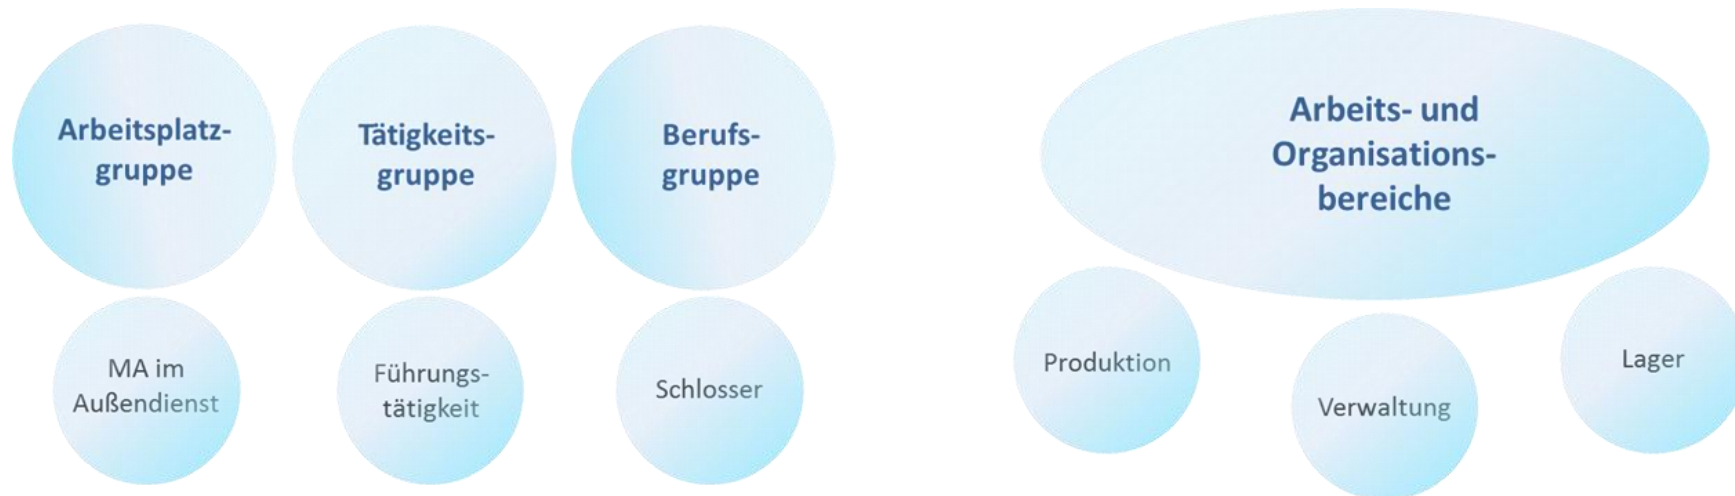 Arbeitsplatz-
gruppe
Tätigkeits-
gruppe
Berufs-
gruppe
Arbeits- und
Organisations-
bereiche
MA im
Außendienst
Führungs-
tätigkeit
Schlosser
Produktion
Verwaltung
Lager